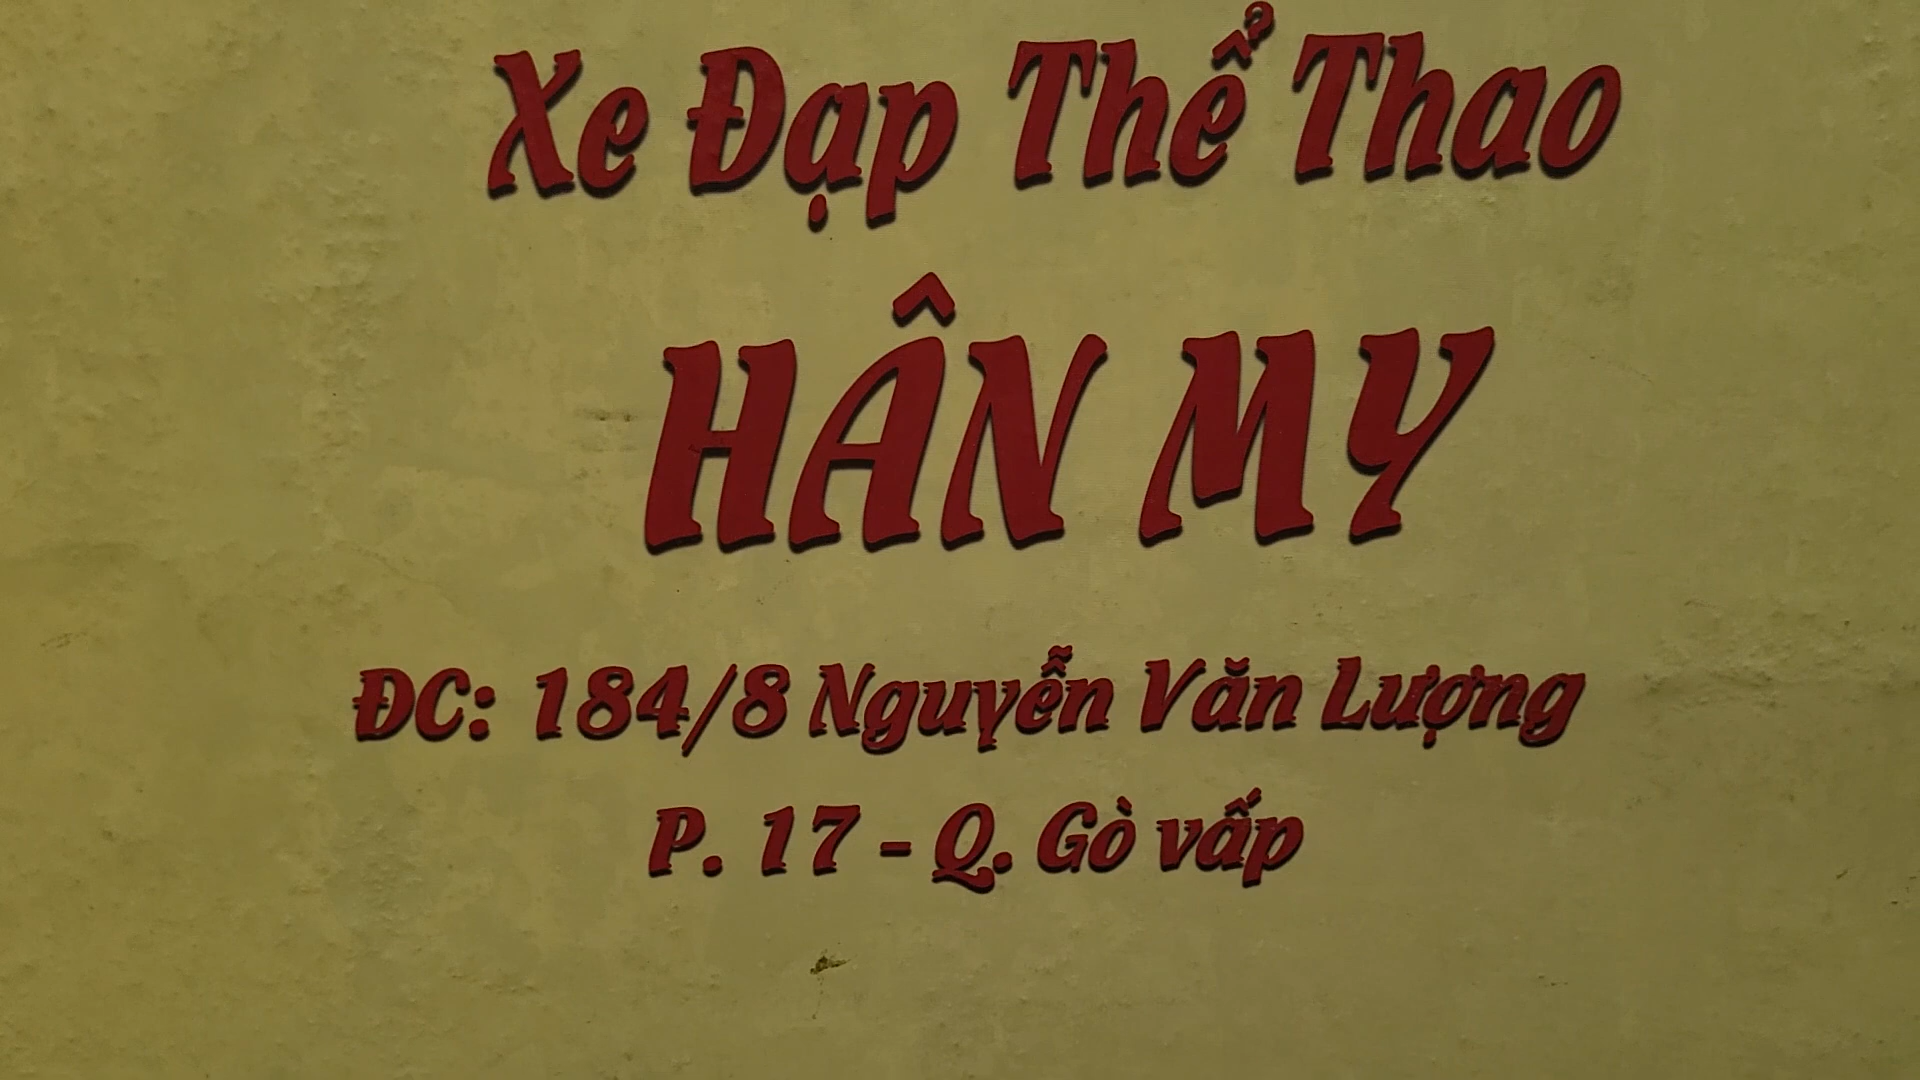 Xe Đạp Thể Thao
HÂN MY
ĐC: 184/8 Nguyễn Văn Lượng
P. 17 - Q. Gò vấp